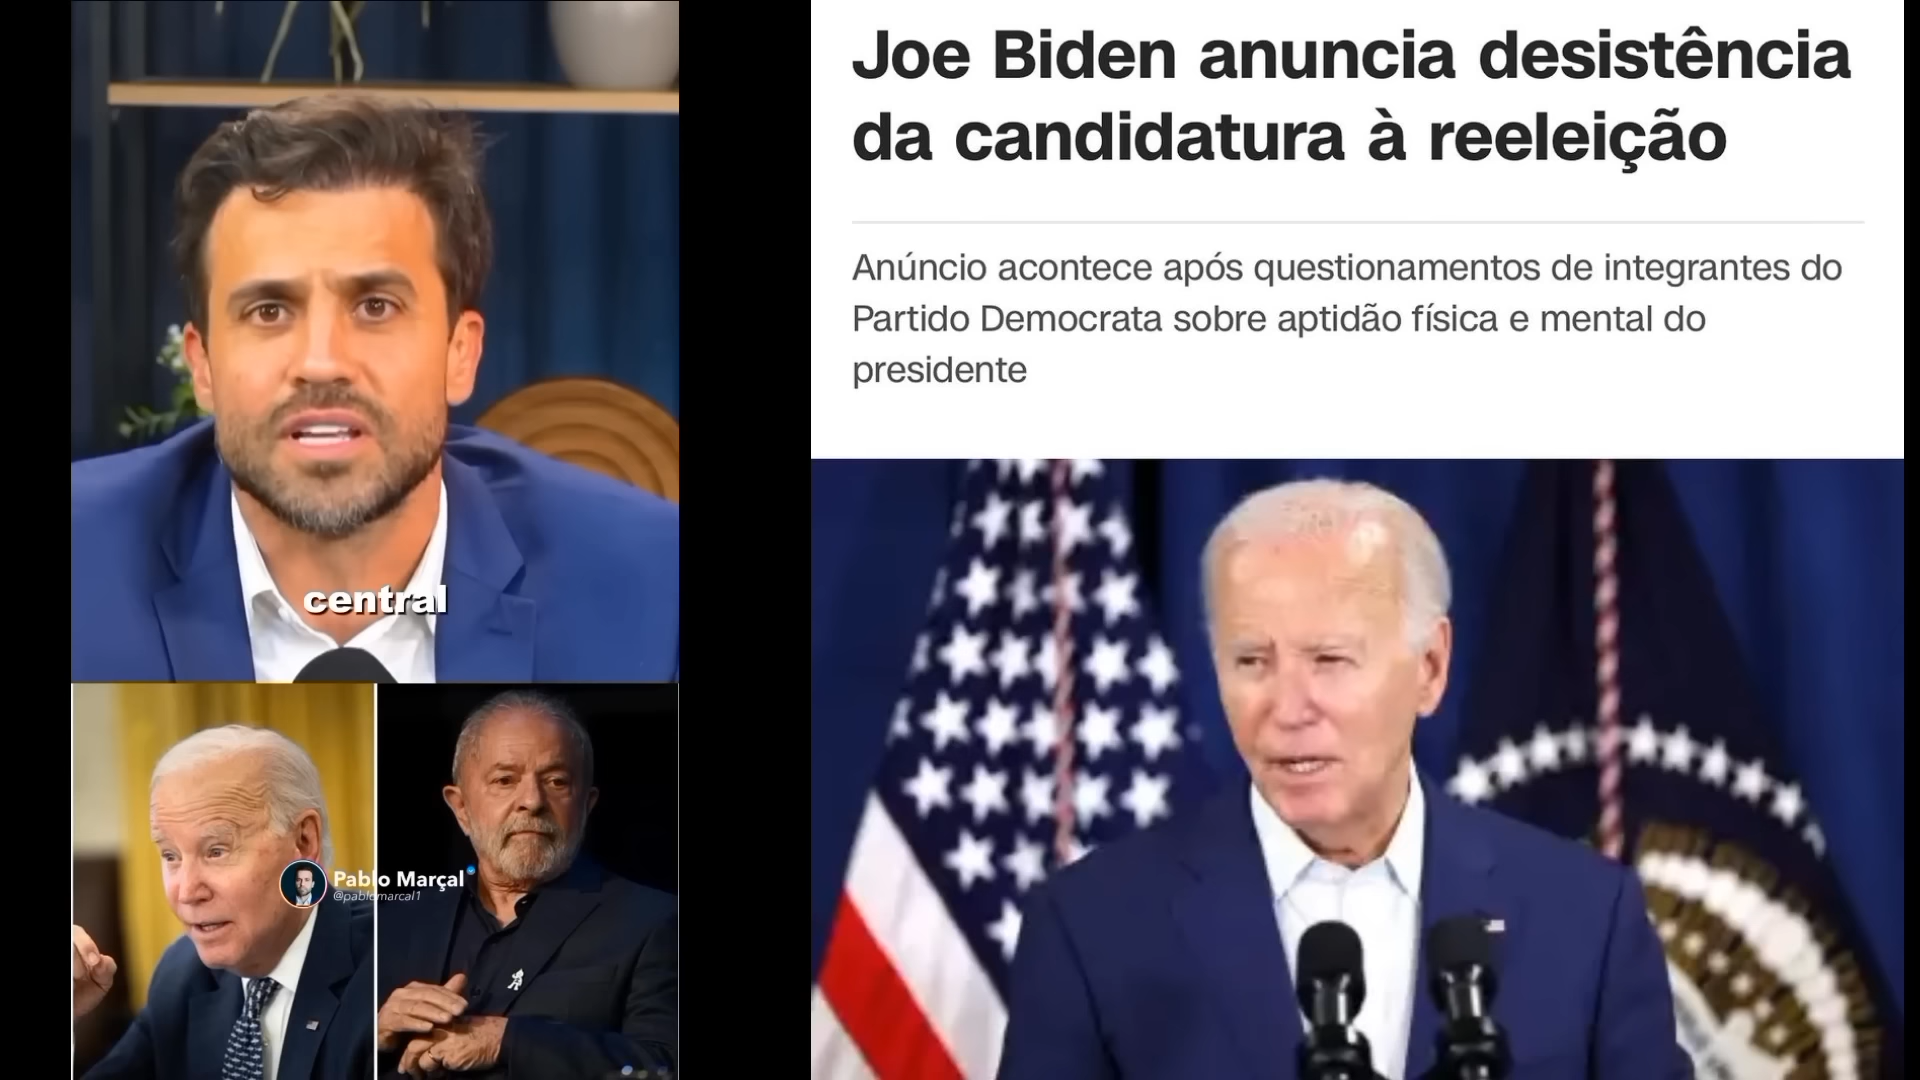 central
Pablo Marçal
@pablomarcal1
Joe Biden anuncia desistência
da candidatura à reeleição
Anúncio acontece após questionamentos de integrantes do
Partido Democrata sobre aptidão física e mental do
presidente